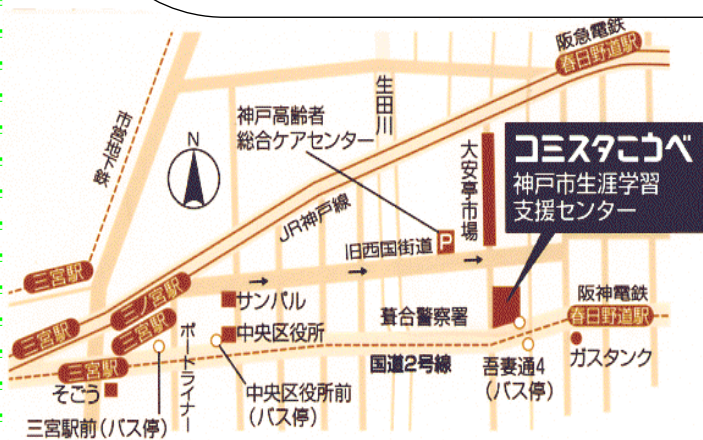 阪急電鉄
春日野道駅
市営地下鉄
生田川
神戸高齢者
総合ケアセンター
N
大安亭市場
コミスタこうべ
神戸市生涯学習
支援センター
JR神戸線
P
旧西国街道
三宮駅
三ノ宮駅
サンパル
三宮駅
三宮駅
中央区役所
葺合警察署
阪神電鉄
春日野道駅
三宮駅
ポートライナー
国道2号線
ガスタンク
吾妻通4
(バス停)
そごう
中央区役所前
(バス停)
三宮駅前(バス停)